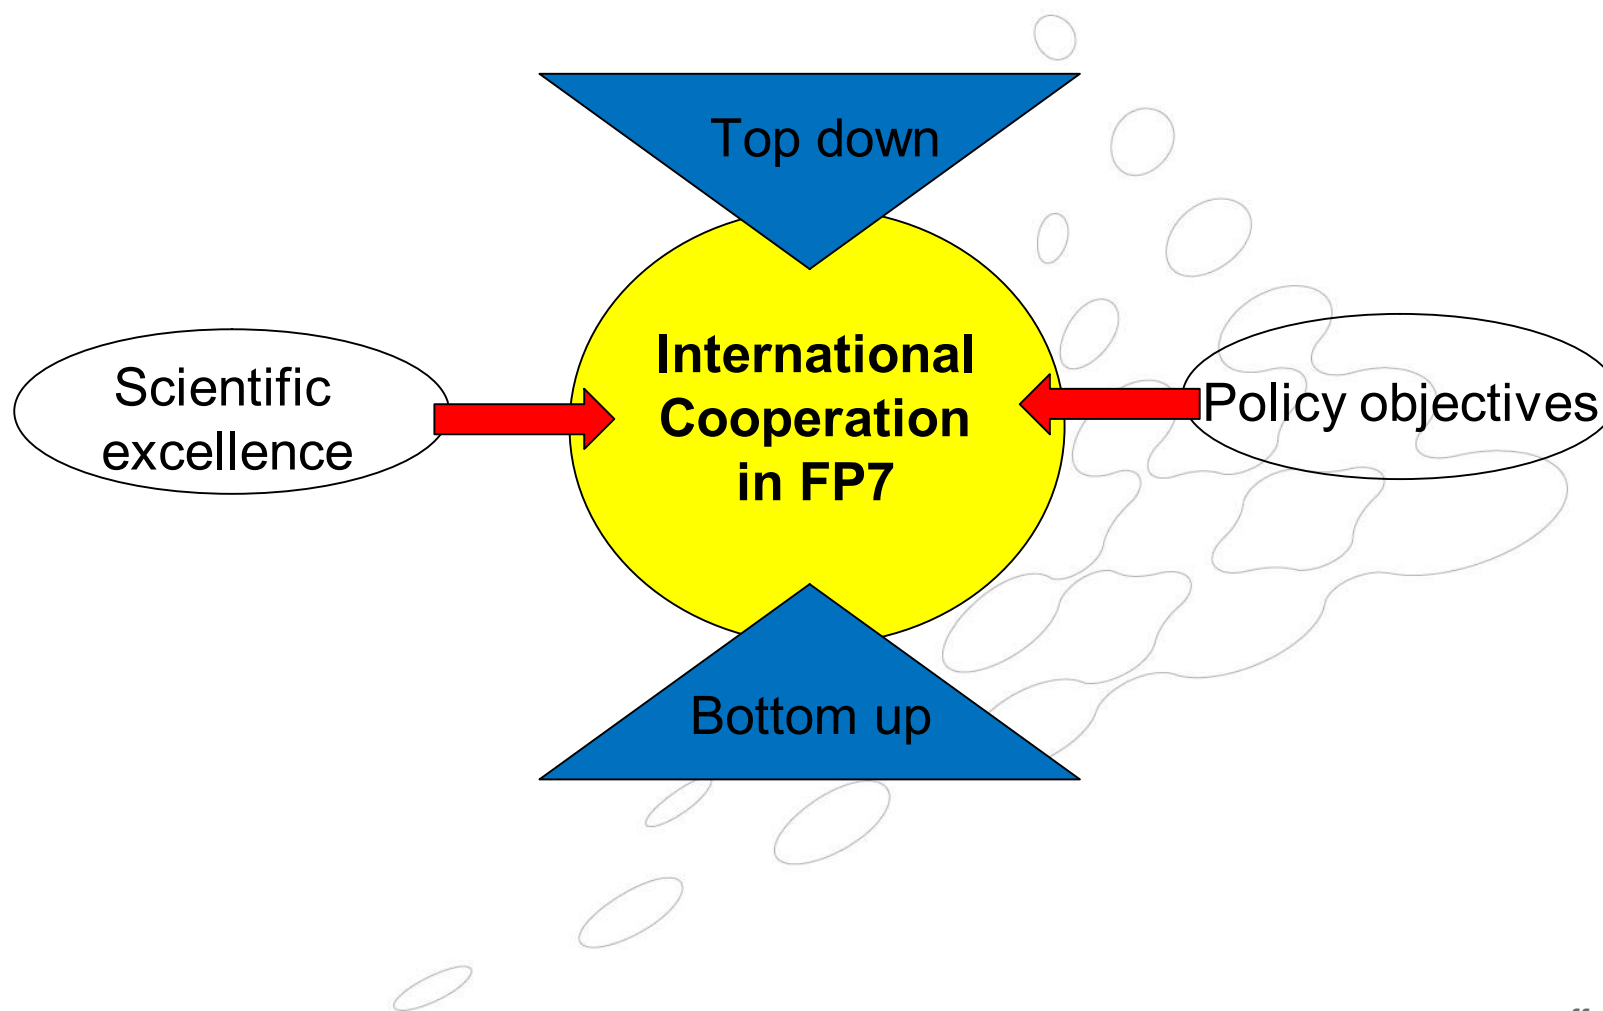 Top down
International
Cooperation
in FP7
Scientific
excellence
Policy objectives
Bottom up